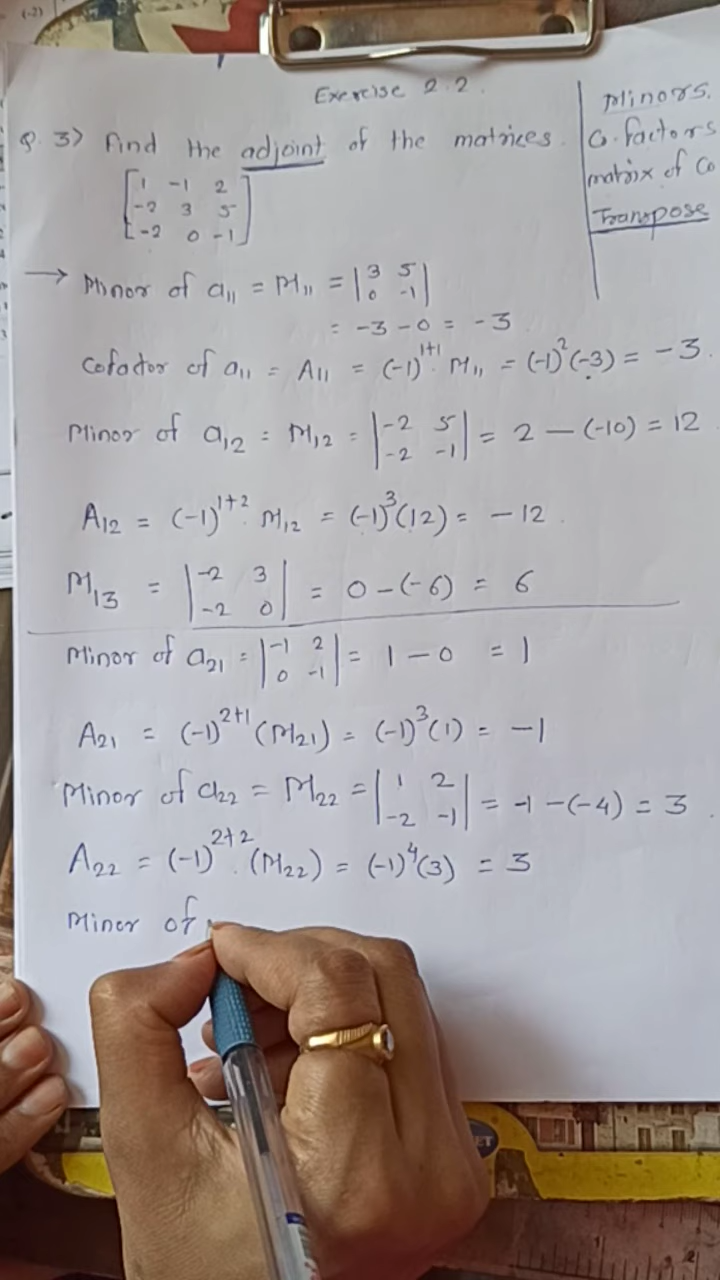 (-2)
Exercise 2.2.
Minors.
Co.factors
matrix of Co
Transpose
Q. 3) Find the adjoint of the matrices.
[1 -1 2
-2 3 5
-2 0 -1]
→ Minor of a₁₁ = M₁₁ = |3 5
0 -1|
= -3 - 0 = -3
Cofactor of a₁₁ = A₁₁ = (-1)¹⁺¹. M₁₁ = (-1)²(-3) = -3.
Minor of a₁₂ = M₁₂ = |-2 5
-2 -1| = 2 - (-10) = 12
A₁₂ = (-1)¹⁺². M₁₂ = (-1)³(12) = -12.
M₁₃ = |-2 3
-2 0| = 0 - (-6) = 6
Minor of a₂₁ = |-1 2
0 -1| = 1 - 0 = 1
A₂₁ = (-1)²⁺¹ (M₂₁) = (-1)³(1) = -1
Minor of a₂₂ = M₂₂ = |1 2
-2 -1| = -1 - (-4) = 3.
A₂₂ = (-1)²⁺². (M₂₂) = (-1)⁴(3) = 3
Minor of